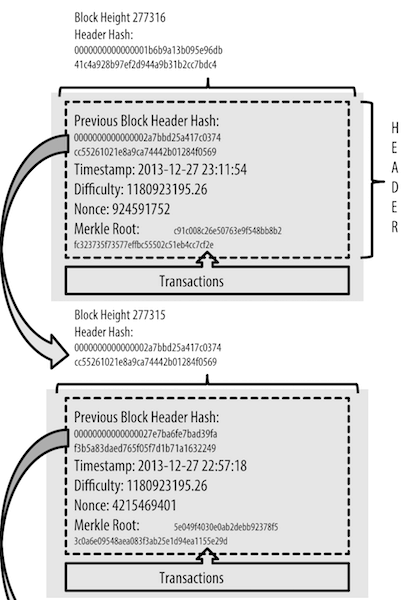 Block Height 277316
Header Hash:
0000000000000001b6b9a13b095e96db
41c4a928b97ef2d944a9b31b2cc7bdc4
Previous Block Header Hash:
0000000000000002a7bbd25a417c0374
cc55261021e8a9ca74442b01284f0569
Timestamp: 2013-12-27 23:11:54
Difficulty: 1180923195.26
Nonce: 924591752
Merkle Root: c91c008c26e50763e9f548bb8b2
fc323735f73577effbc55502c51eb4cc7cf2e
Transactions
HEADER
Block Height 277315
Header Hash:
0000000000000002a7bbd25a417c0374
cc55261021e8a9ca74442b01284f0569
Previous Block Header Hash:
00000000000000027e7ba6fe7bad39fa
f3b5a83daed765f05f7d1b71a1632249
Timestamp: 2013-12-27 22:57:18
Difficulty: 1180923195.26
Nonce: 4215469401
Merkle Root: 5e049f4030e0ab2debb92378f5
3c0a6e09548aea083f3ab25e1d94ea1155e29d
Transactions